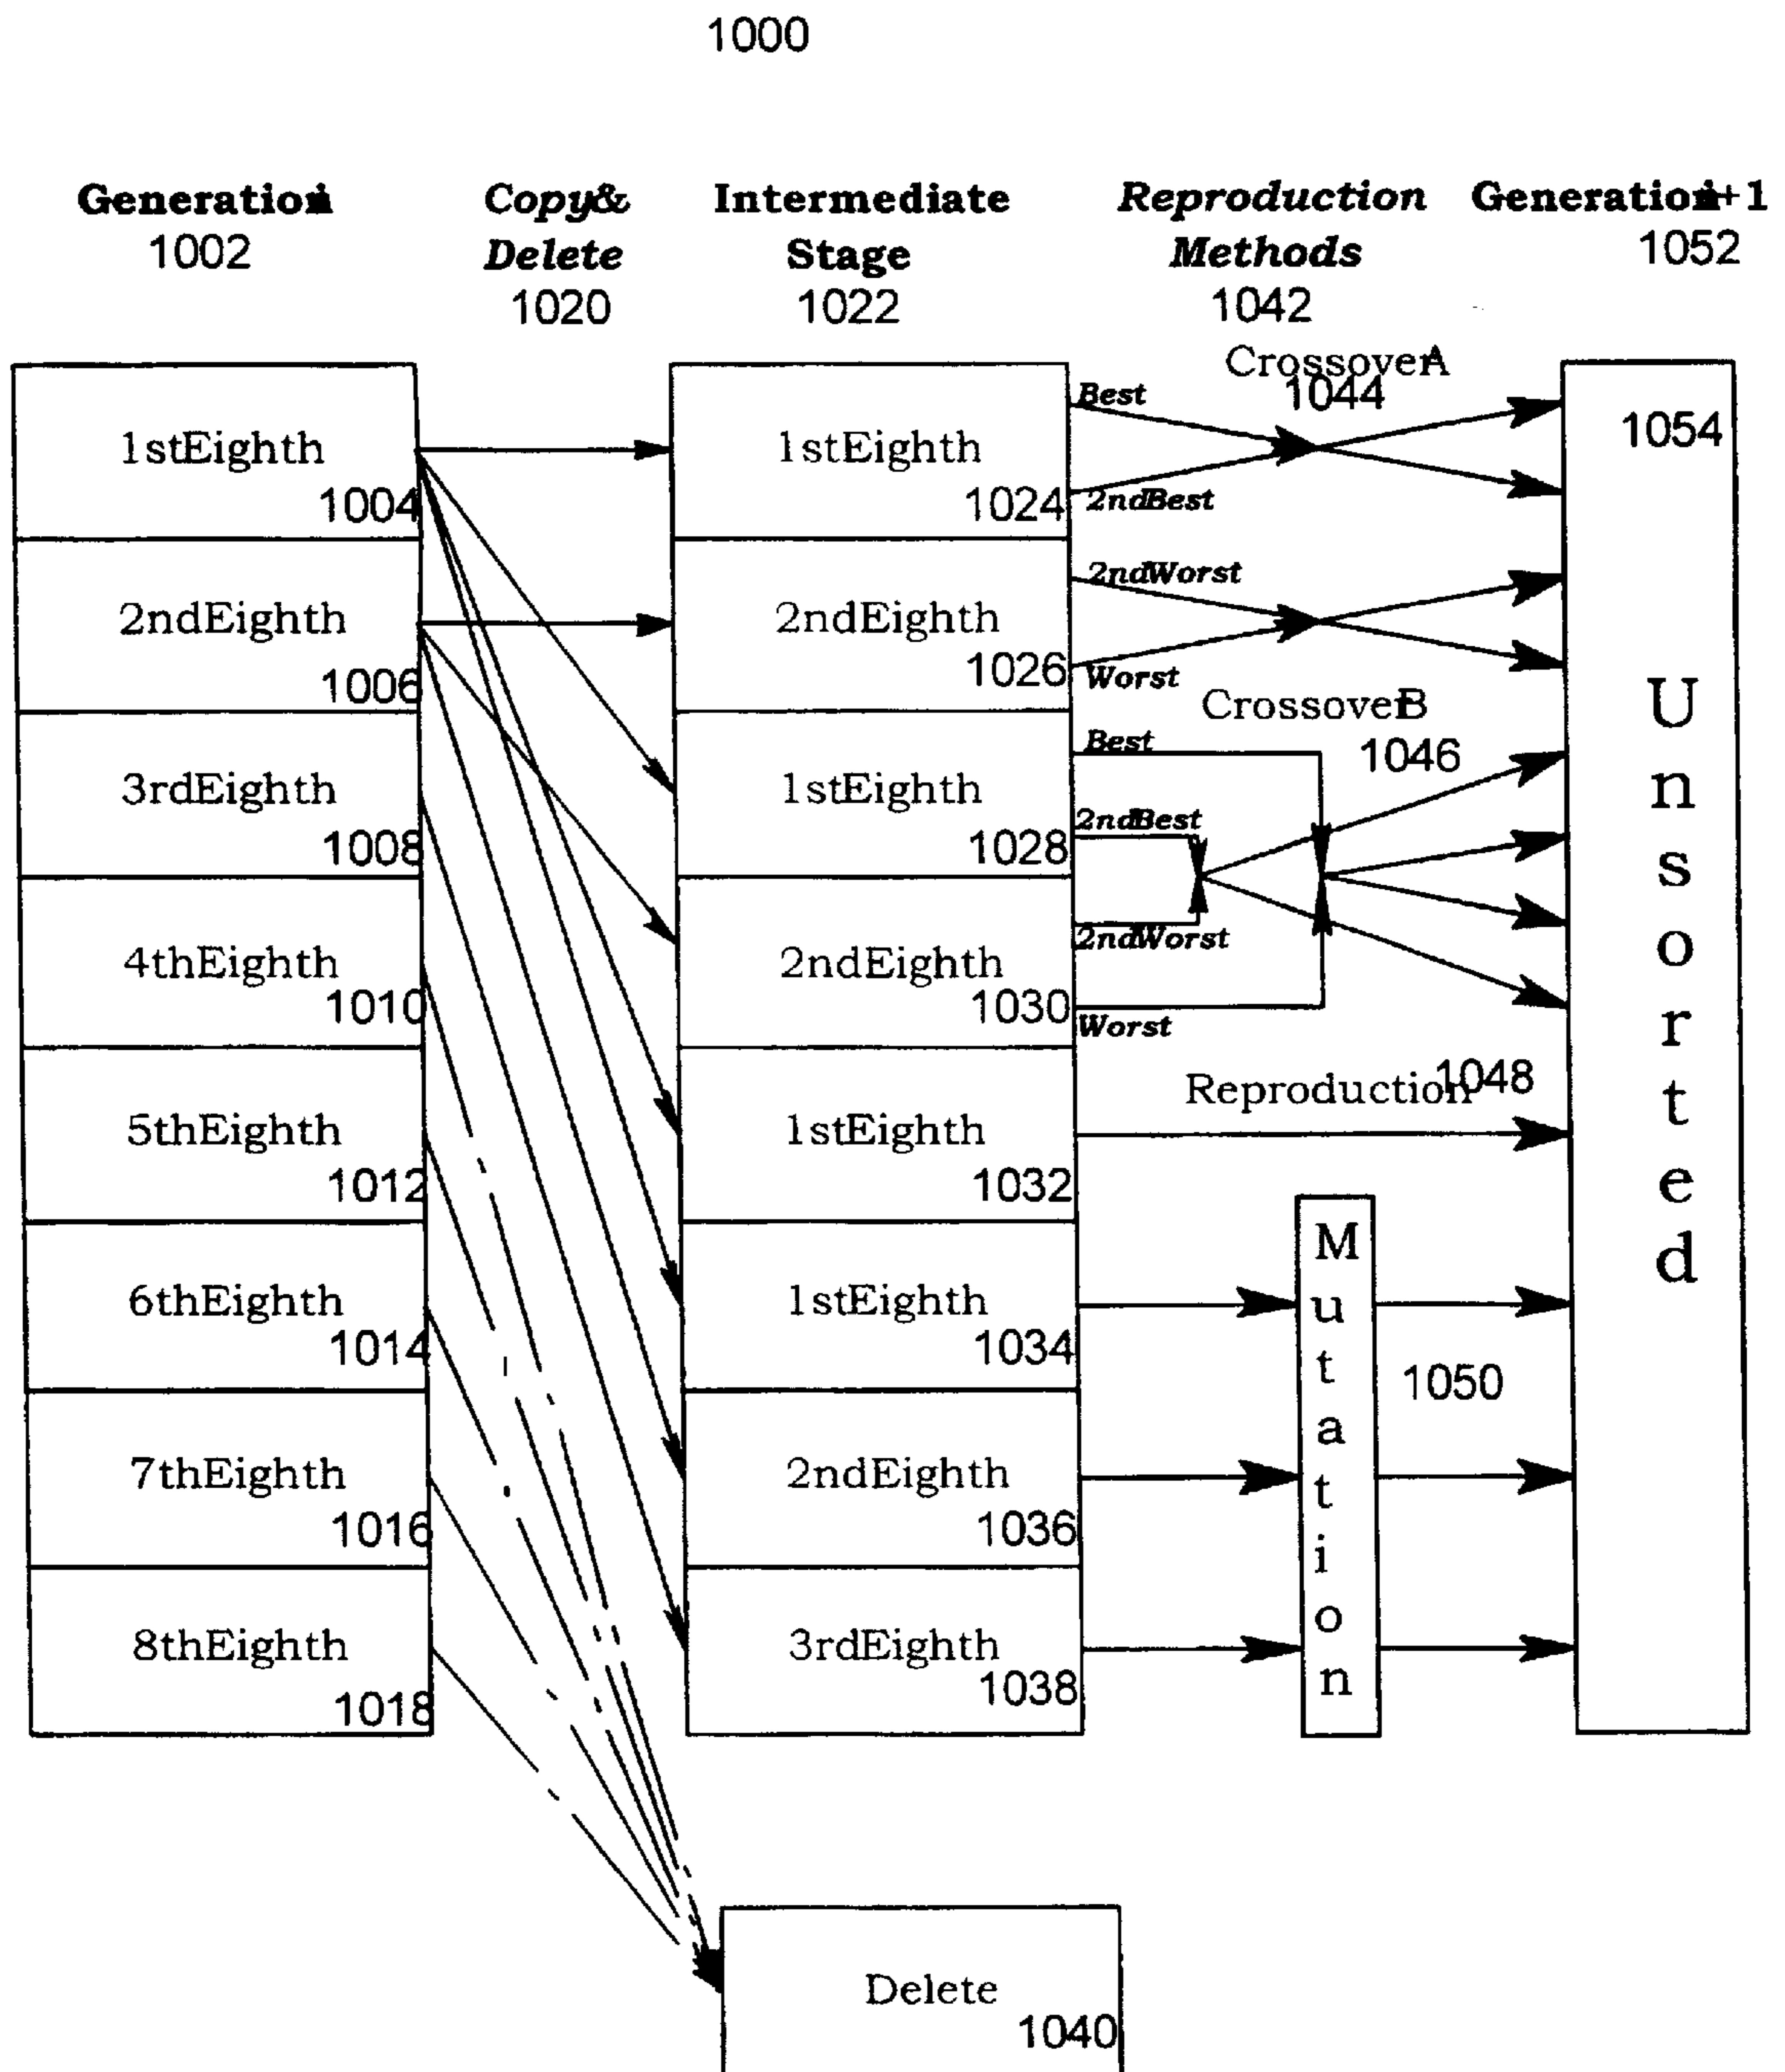 1000
Generation i
1002
Copy &
Delete
1020
Intermediate
Stage
1022
Reproduction
Methods
1042
Generation i+1
1052
1stEighth
1004
2ndEighth
1006
3rdEighth
1008
4thEighth
1010
5thEighth
1012
6thEighth
1014
7thEighth
1016
8thEighth
1018
1stEighth
1024
2ndEighth
1026
1stEighth
1028
2ndEighth
1030
1stEighth
1032
1stEighth
1034
2ndEighth
1036
3rdEighth
1038
Delete
1040
CrossoverA
1044
Best
2ndBest
2ndWorst
Worst
CrossoverB
1046
Best
2ndBest
2ndWorst
Worst
Reproduction
1048
Mutation
1050
1054
Unsorted